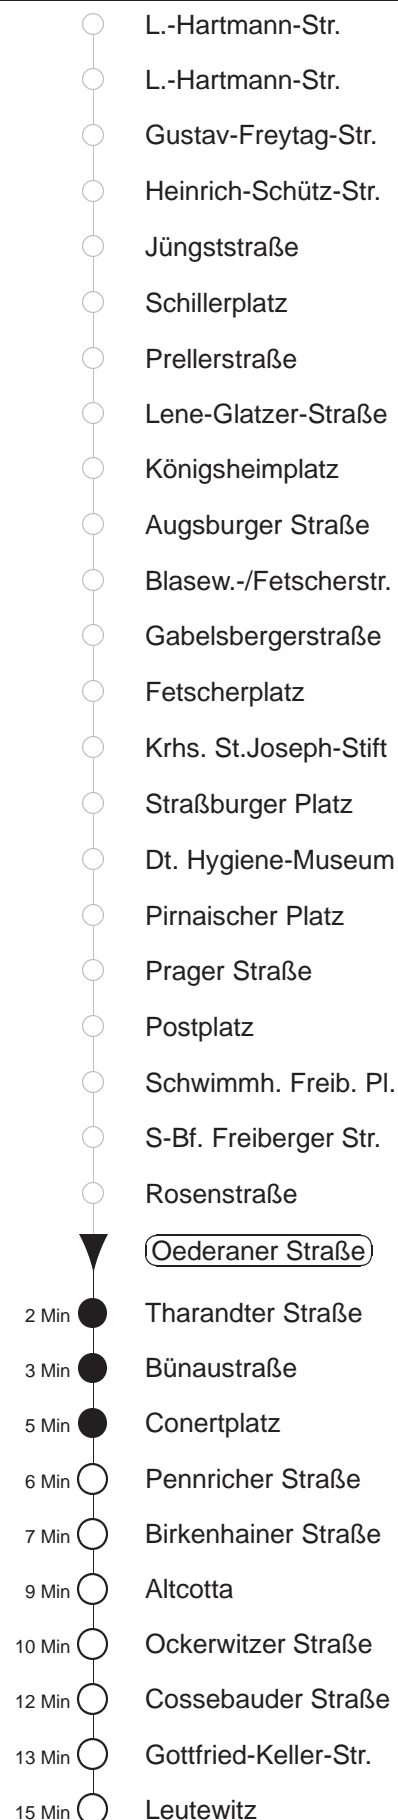 L.-Hartmann-Str.
L.-Hartmann-Str.
Gustav-Freytag-Str.
Heinrich-Schütz-Str.
Jüngststraße
Schillerplatz
Prellerstraße
Lene-Glatzer-Straße
Königsheimplatz
Augsburger Straße
Blasew.-/Fetscherstr.
Gabelsbergerstraße
Fetscherplatz
Krhs. St.Joseph-Stift
Straßburger Platz
Dt. Hygiene-Museum
Pirnaischer Platz
Prager Straße
Postplatz
Schwimmh. Freib. Pl.
S-Bf. Freiberger Str.
Rosenstraße
Oederaner Straße
2 Min Tharandter Straße
3 Min Bünaustraße
5 Min Conertplatz
6 Min Pennricher Straße
7 Min Birkenhainer Straße
9 Min Altcotta
10 Min Ockerwitzer Straße
12 Min Cossebauder Straße
13 Min Gottfried-Keller-Str.
15 Min Leutewitz